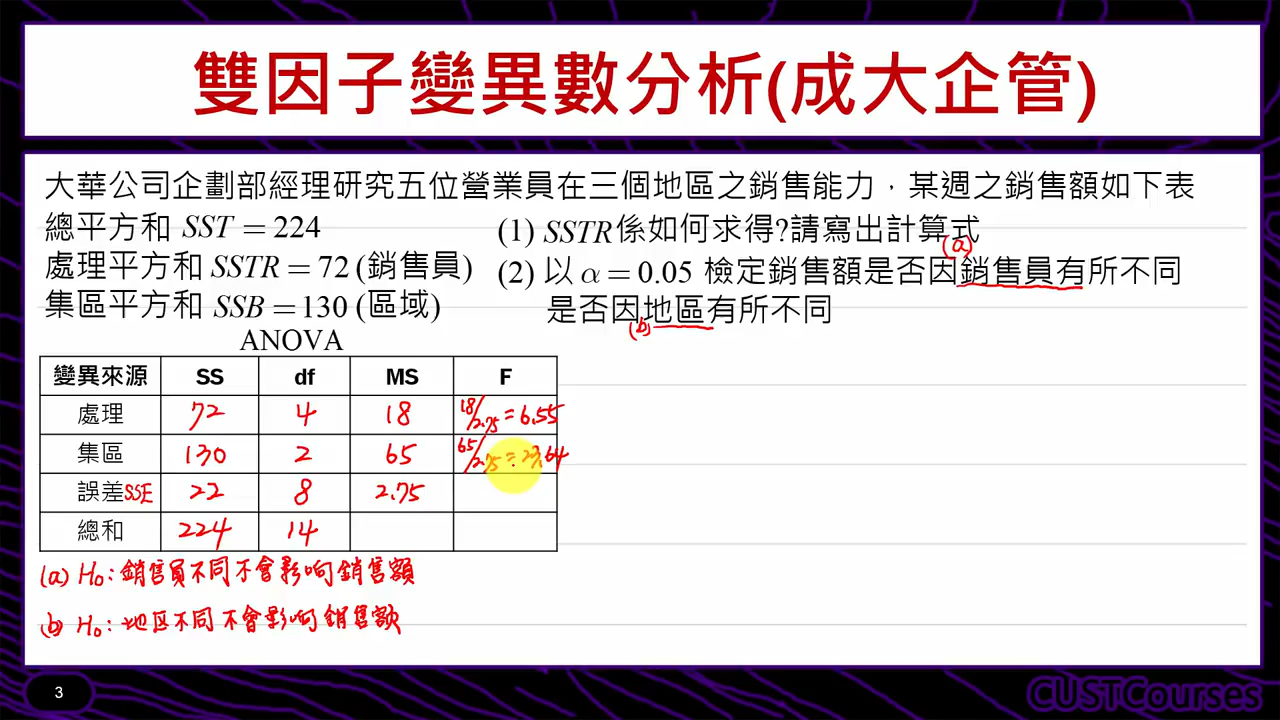 雙因子變異數分析(成大企管)
大華公司企劃部經理研究五位營業員在三個地區之銷售能力，某週之銷售額如下表
總平方和 SST = 224
處理平方和 SSTR = 72 (銷售員)
集區平方和 SSB = 130 (區域)
(1) SSTR係如何求得?請寫出計算式
(a)
(2) 以 α = 0.05 檢定銷售額是否因銷售員有所不同
是否因地區有所不同
(b)
ANOVA
變異來源 SS df MS F
處理 72 4 18 18/2.75 = 6.55
集區 130 2 65 65/2.75 = 23.64
誤差SSE 22 8 2.75
總和 224 14
(a) H₀: 銷售員不同不會影响銷售額
(b) H₀: 地区不同不會影响銷售額
3
CUSTCourses